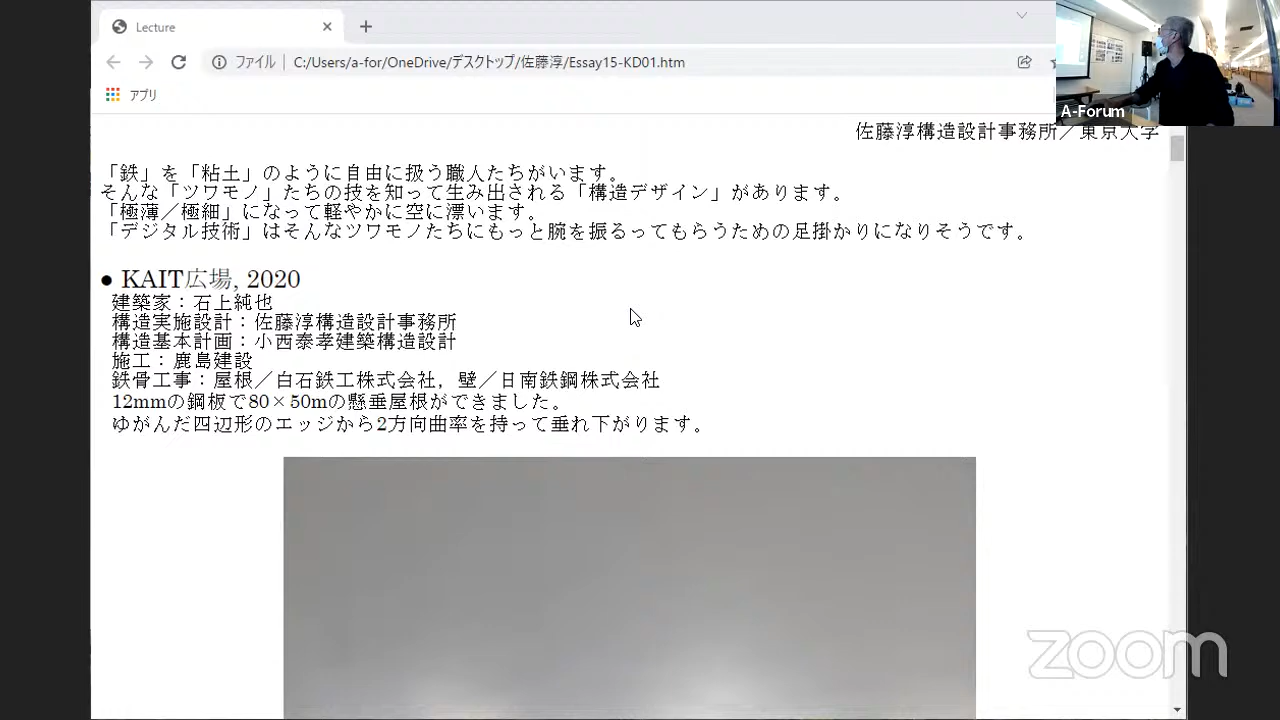 Lecture
ファイル
C:/Users/a-for/OneDrive/デスクトップ/佐藤淳/Essay15-KD01.htm
アプリ
A-Forum
佐藤淳構造設計事務所／東京大学
「鉄」を「粘土」のように自由に扱う職人たちがいます。
そんな「ツワモノ」たちの技を知って生み出される「構造デザイン」があります。
「極薄／極細」になって軽やかに空に漂います。
「デジタル技術」はそんなツワモノたちにもっと腕を振るってもらうための足掛かりになりそうです。
● KAIT広場, 2020
建築家：石上純也
構造実施設計：佐藤淳構造設計事務所
構造基本計画：小西泰孝建築構造設計
施工：鹿島建設
鉄骨工事：屋根／白石鉄工株式会社，壁／日南鉄鋼株式会社
12mmの鋼板で80×50mの懸垂屋根ができました。
ゆがんだ四辺形のエッジから2方向曲率を持って垂れ下がります。
zoom